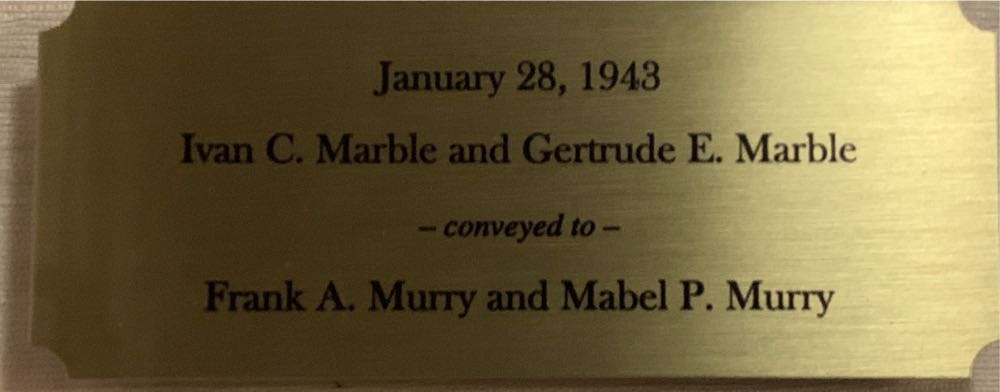 January 28, 1943
Ivan C. Marble and Gertrude E. Marble
– conveyed to –
Frank A. Murry and Mabel P. Murry